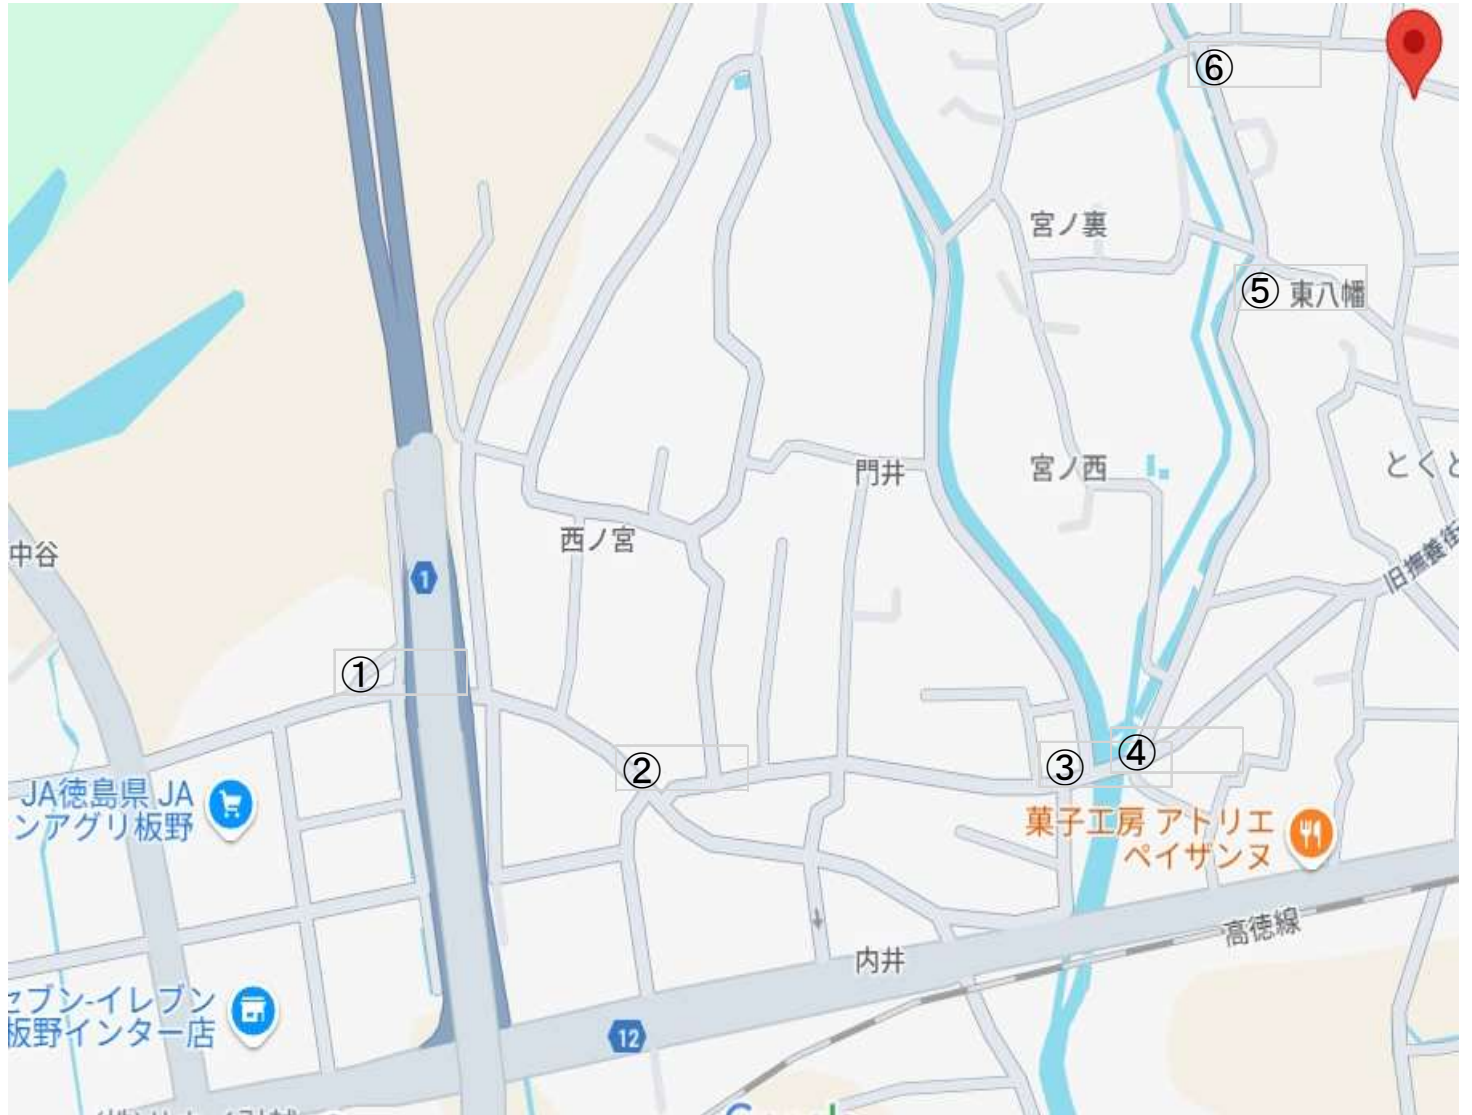 ⑥
宮ノ裏
⑤ 東八幡
門井
宮ノ西
とくと
西ノ宮
中谷
旧撫養街
1
①
②
③
④
JA徳島県 JA
ンアグリ板野
菓子工房 アトリエ
ペイザンヌ
高徳線
内井
セブン-イレブン
板野インター店
12